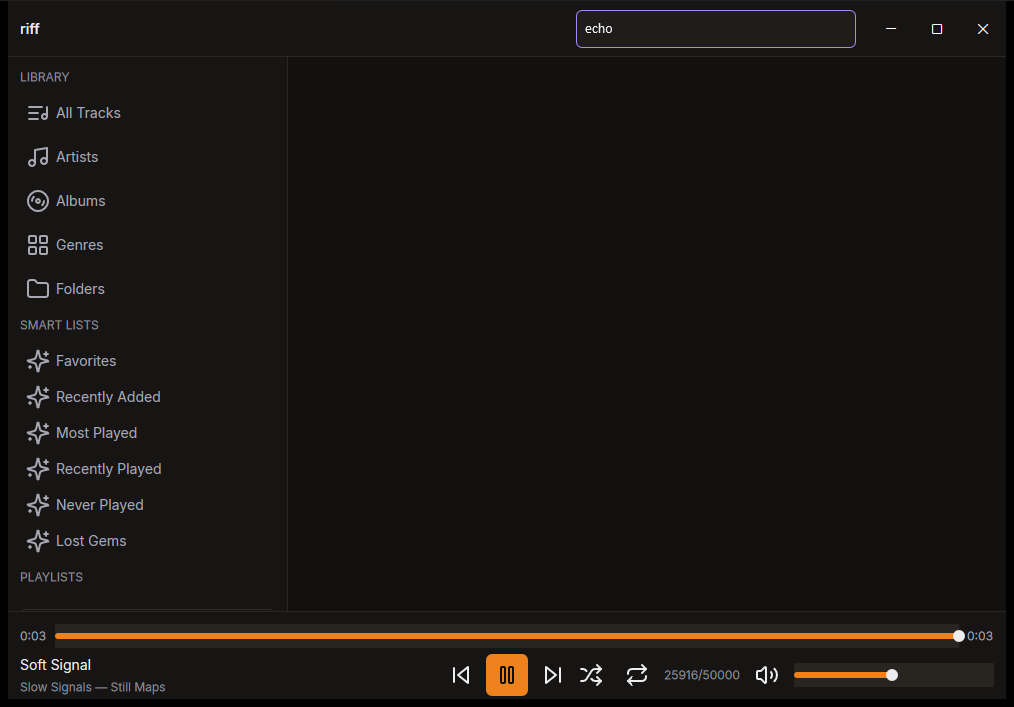 riff
echo
LIBRARY
All Tracks
Artists
Albums
Genres
Folders
SMART LISTS
Favorites
Recently Added
Most Played
Recently Played
Never Played
Lost Gems
PLAYLISTS
0:03
0:03
Soft Signal
Slow Signals — Still Maps
25916/50000